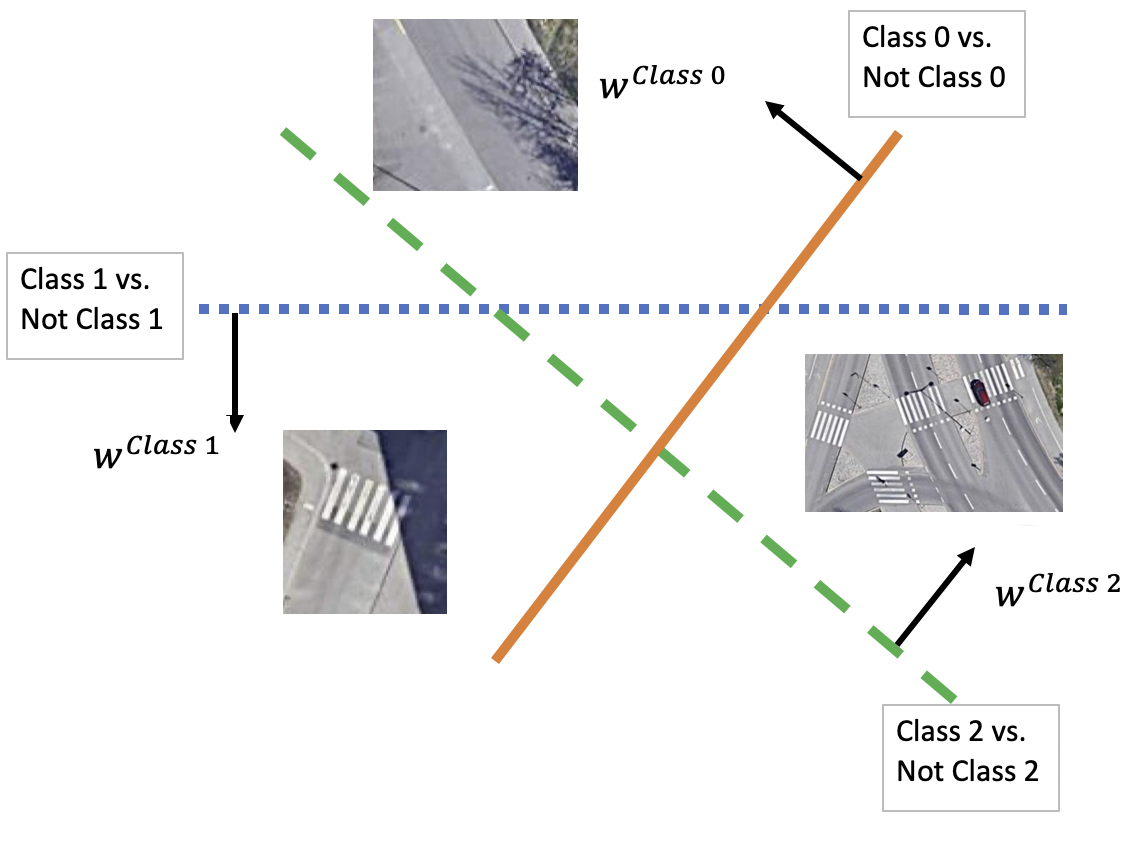 w^{Class 0}
Class 0 vs.
Not Class 0
Class 1 vs.
Not Class 1
w^{Class 1}
w^{Class 2}
Class 2 vs.
Not Class 2